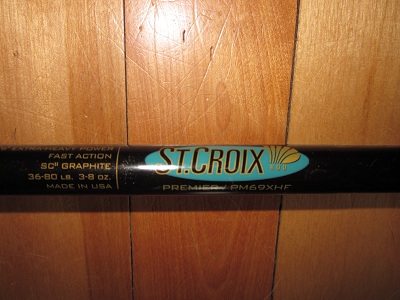 EXTRA-HEAVY POWER
FAST ACTION
SCII GRAPHITE
36-80 LB. 3-8 OZ.
MADE IN USA
ST.CROIX
ROD
PREMIER / PM69XHF